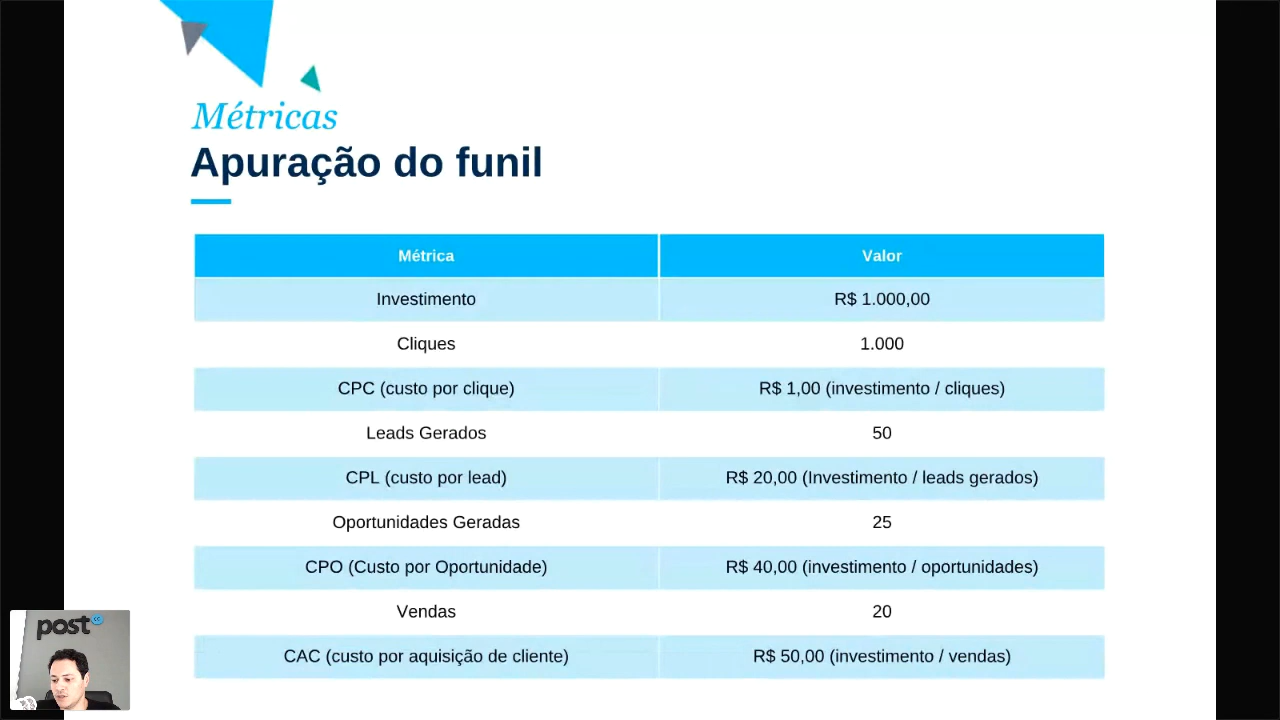 Métricas
Apuração do funil
Métrica Valor
Investimento R$ 1.000,00
Cliques 1.000
CPC (custo por clique) R$ 1,00 (investimento / cliques)
Leads Gerados 50
CPL (custo por lead) R$ 20,00 (Investimento / leads gerados)
Oportunidades Geradas 25
CPO (Custo por Oportunidade) R$ 40,00 (investimento / oportunidades)
Vendas 20
CAC (custo por aquisição de cliente) R$ 50,00 (investimento / vendas)
post